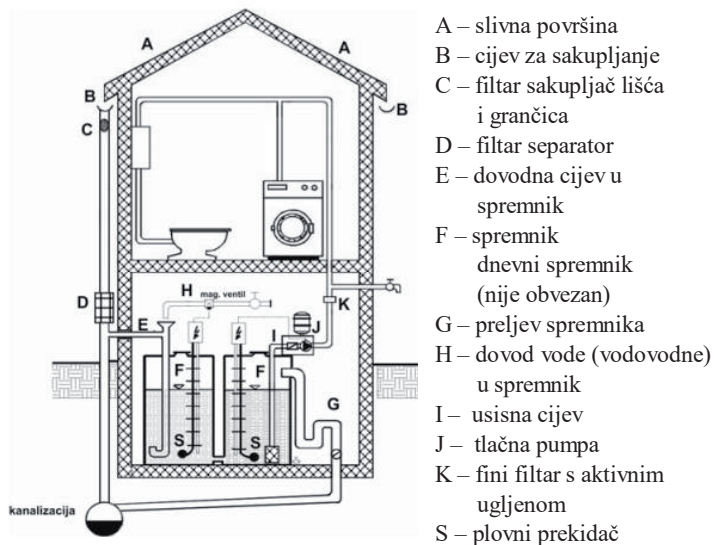 A
A
B
B
C
H
mag. ventil
D
K
E
I
J
F
F
G
S
S
kanalizacija
A – slivna površina
B – cijev za sakupljanje
C – filtar sakupljač lišća
i grančica
D – filtar separator
E – dovodna cijev u
spremnik
F – spremnik
dnevni spremnik
(nije obvezan)
G – preljev spremnika
H – dovod vode (vodovodne)
u spremnik
I – usisna cijev
J – tlačna pumpa
K – fini filtar s aktivnim
ugljenom
S – plovni prekidač